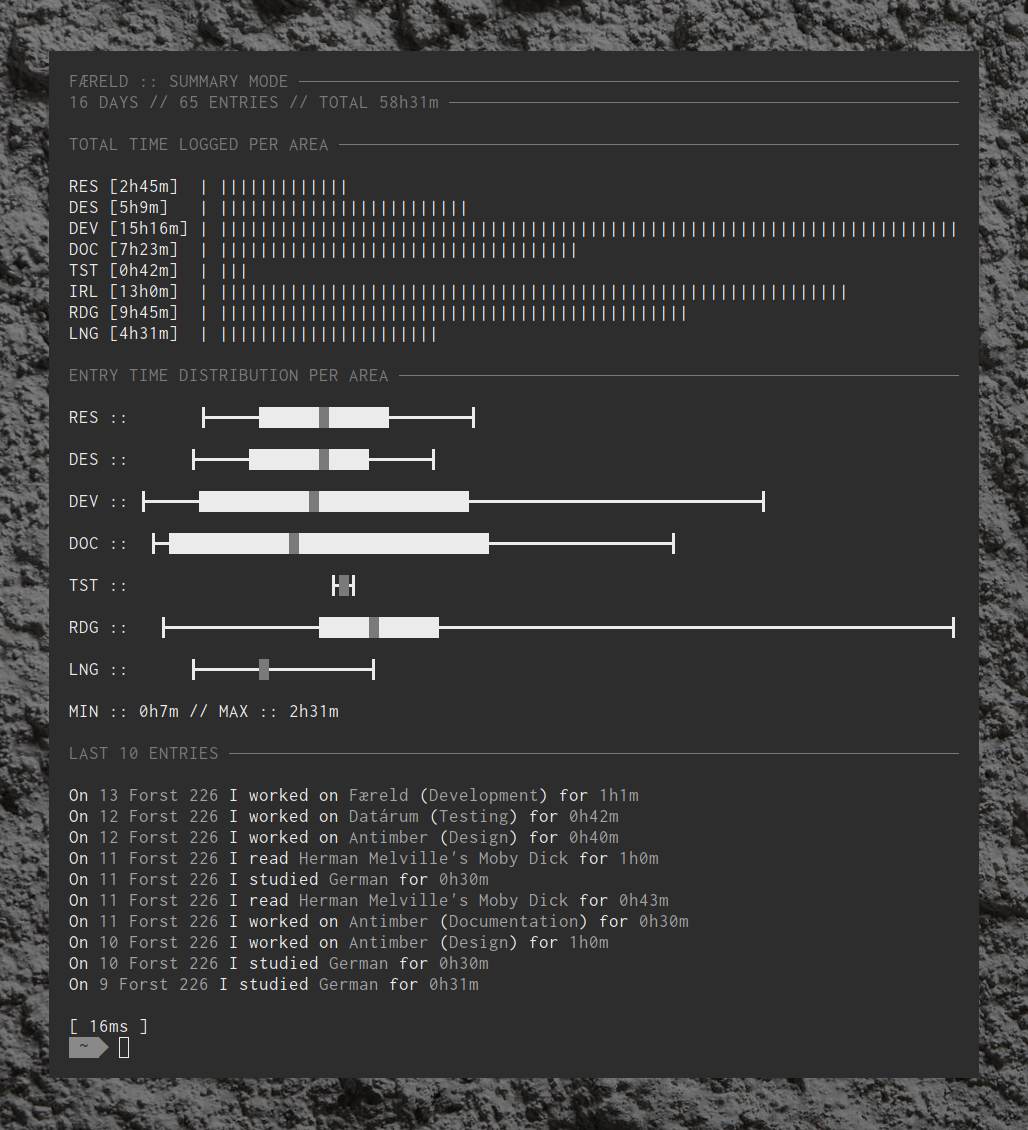 FÆRELD :: SUMMARY MODE
16 DAYS // 65 ENTRIES // TOTAL 58h31m
TOTAL TIME LOGGED PER AREA
RES [2h45m]
DES [5h9m]
DEV [15h16m]
DOC [7h23m]
TST [0h42m]
IRL [13h0m]
RDG [9h45m]
LNG [4h31m]
ENTRY TIME DISTRIBUTION PER AREA
RES ::
DES ::
DEV ::
DOC ::
TST ::
RDG ::
LNG ::
MIN :: 0h7m // MAX :: 2h31m
LAST 10 ENTRIES
On 13 Forst 226 I worked on Færeld (Development) for 1h1m
On 12 Forst 226 I worked on Datárum (Testing) for 0h42m
On 12 Forst 226 I worked on Antimber (Design) for 0h40m
On 11 Forst 226 I read Herman Melville's Moby Dick for 1h0m
On 11 Forst 226 I studied German for 0h30m
On 11 Forst 226 I read Herman Melville's Moby Dick for 0h43m
On 11 Forst 226 I worked on Antimber (Documentation) for 0h30m
On 10 Forst 226 I worked on Antimber (Design) for 1h0m
On 10 Forst 226 I studied German for 0h30m
On 9 Forst 226 I studied German for 0h31m
[ 16ms ]
~